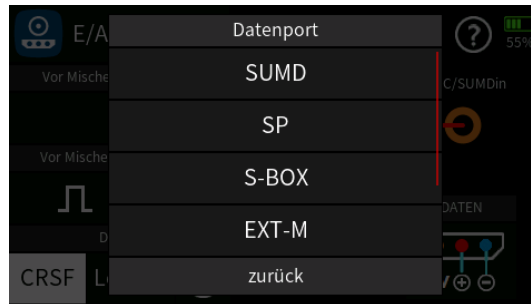 E/A
Datenport
?
55%
Vor Mische
SUMD
C/SUMDin
SP
Vor Mische
S-BOX
DATEN
EXT-M
CRSF
zurück